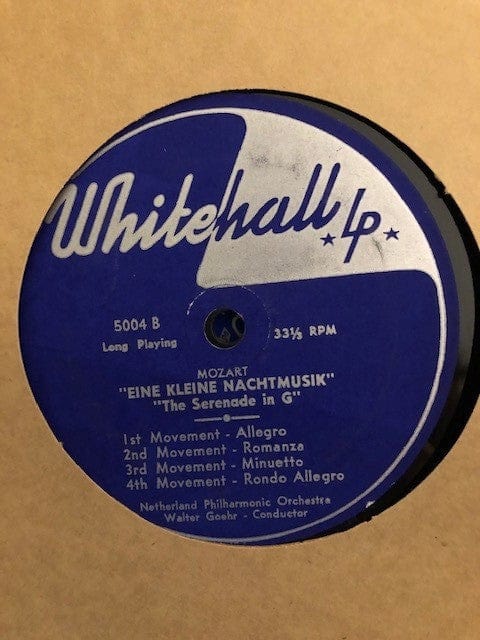 Whitehall LP
5004 B
Long Playing
33⅓ RPM
MOZART
"EINE KLEINE NACHTMUSIK"
"The Serenade in G"
1st Movement - Allegro
2nd Movement - Romanza
3rd Movement - Minuetto
4th Movement - Rondo Allegro
Netherland Philharmonic Orchestra
Walter Goehr - Conductor